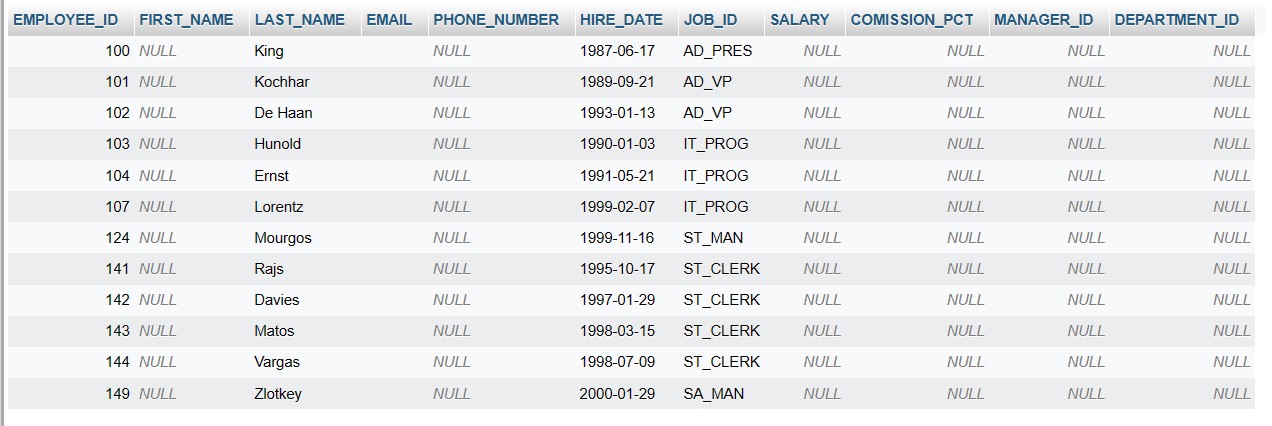 EMPLOYEE_ID FIRST_NAME LAST_NAME EMAIL PHONE_NUMBER HIRE_DATE JOB_ID SALARY COMISSION_PCT MANAGER_ID DEPARTMENT_ID
100 NULL King NULL 1987-06-17 AD_PRES NULL NULL NULL NULL
101 NULL Kochhar NULL 1989-09-21 AD_VP NULL NULL NULL NULL
102 NULL De Haan NULL 1993-01-13 AD_VP NULL NULL NULL NULL
103 NULL Hunold NULL 1990-01-03 IT_PROG NULL NULL NULL NULL
104 NULL Ernst NULL 1991-05-21 IT_PROG NULL NULL NULL NULL
107 NULL Lorentz NULL 1999-02-07 IT_PROG NULL NULL NULL NULL
124 NULL Mourgos NULL 1999-11-16 ST_MAN NULL NULL NULL NULL
141 NULL Rajs NULL 1995-10-17 ST_CLERK NULL NULL NULL NULL
142 NULL Davies NULL 1997-01-29 ST_CLERK NULL NULL NULL NULL
143 NULL Matos NULL 1998-03-15 ST_CLERK NULL NULL NULL NULL
144 NULL Vargas NULL 1998-07-09 ST_CLERK NULL NULL NULL NULL
149 NULL Zlotkey NULL 2000-01-29 SA_MAN NULL NULL NULL NULL